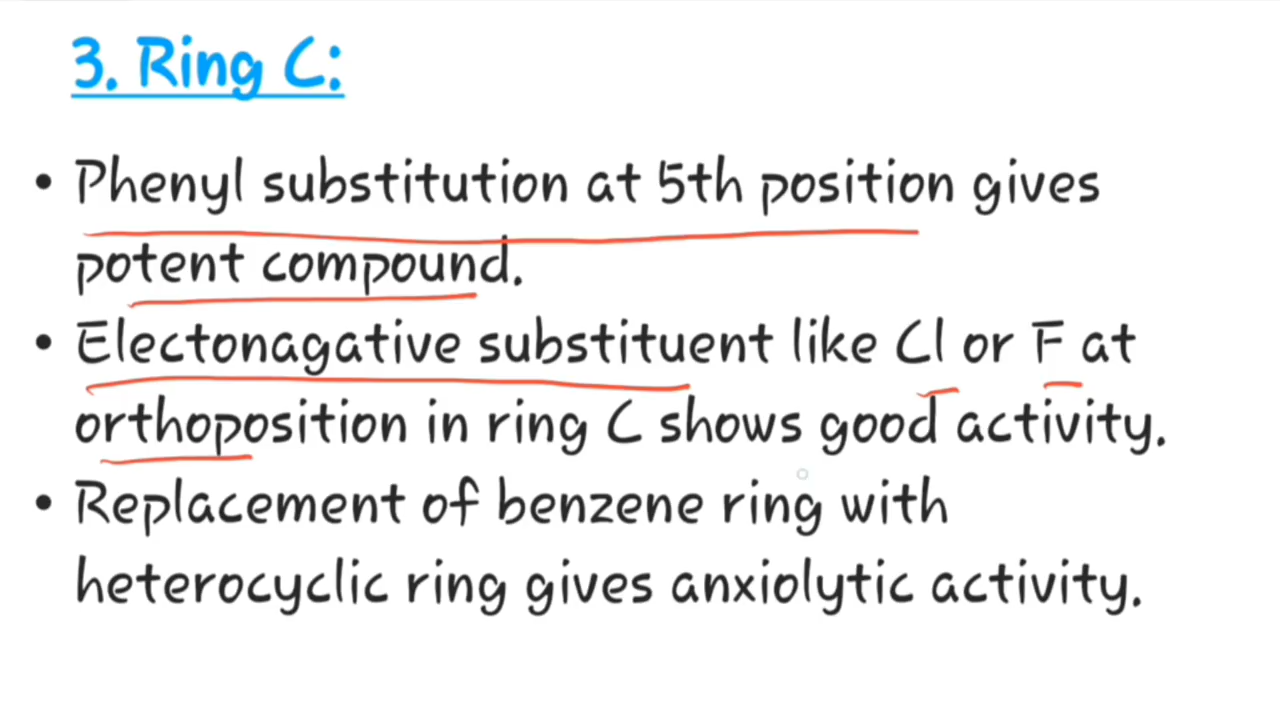 3. Ring C:
• Phenyl substitution at 5th position gives
potent compound.
• Electonagative substituent like Cl or F at
orthoposition in ring C shows good activity.
• Replacement of benzene ring with
heterocyclic ring gives anxiolytic activity.